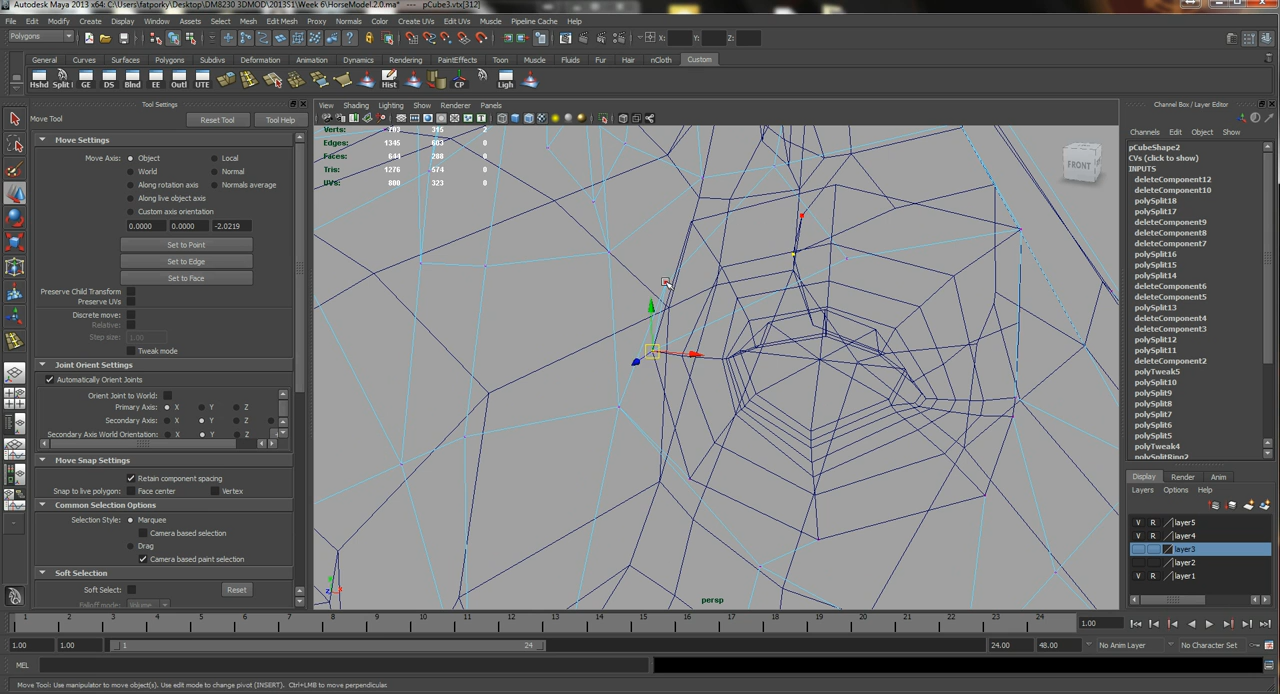 Autodesk Maya 2013 x64: C:\Users\fatporky\Desktop\DM8230 3DMOD\2013S1\Week 6\HorseModel.2.0.ma* --- pCube3.vtx[312]
File Edit Modify Create Display Window Assets Select Mesh Edit Mesh Proxy Normals Color Create UVs Edit UVs Muscle Pipeline Cache Help
Polygons X: Y: Z:
General Curves Surfaces Polygons Subdivs Deformation Animation Dynamics Rendering PaintEffects Toon Muscle Fluids Fur Hair nCloth Custom
Hshd Split GE DS Blnd EE Outl UTE Hist CP Ligh
Tool Settings
Move Tool Reset Tool Tool Help
Move Settings
Move Axis: Object Local
World Normal
Along rotation axis Normals average
Along live object axis
Custom axis orientation
0.0000 0.0000 -2.0219
Set to Point
Set to Edge
Set to Face
Preserve Child Transform
Preserve UVs
Discrete move:
Relative:
Step size: 1.00
Tweak mode
Joint Orient Settings
Automatically Orient Joints
Orient Joint to World:
Primary Axis: X Y Z
Secondary Axis: X Y Z
Secondary Axis World Orientation: X Y Z
Move Snap Settings
Retain component spacing
Snap to live polygon: Face center Vertex
Common Selection Options
Selection Style: Marquee
Camera based selection
Drag
Camera based paint selection
Soft Selection
Soft Select: Reset
Falloff mode: Volume
View Shading Lighting Show Renderer Panels
Verts: 703 315 2
Edges: 1345 603 0
Faces: 644 288 0
Tris: 1276 574 0
UVs: 800 323 0
FRONT
persp
Channel Box / Layer Editor
Channels Edit Object Show
pCubeShape2
CVs (click to show)
INPUTS
deleteComponent12
deleteComponent10
polySplit18
polySplit17
deleteComponent9
deleteComponent8
deleteComponent7
polySplit16
polySplit15
polySplit14
deleteComponent6
deleteComponent5
polySplit13
deleteComponent4
deleteComponent3
polySplit12
polySplit11
deleteComponent2
polyTweak5
polySplit10
polySplit9
polySplit8
polySplit7
polySplit6
polySplit5
polyTweak4
polySplitRing2
Display Render Anim
Layers Options Help
V R layer5
V R layer4
layer3
layer2
V R layer1
1 2 3 4 5 6 7 8 9 10 11 12 13 14 15 16 17 18 19 20 21 22 23 24 1.00
1.00 1.00 1 24 24.00 48.00 No Anim Layer No Character Set
MEL
Move Tool: Use manipulator to move object(s). Use edit mode to change pivot (INSERT). Ctrl+LMB to move perpendicular.